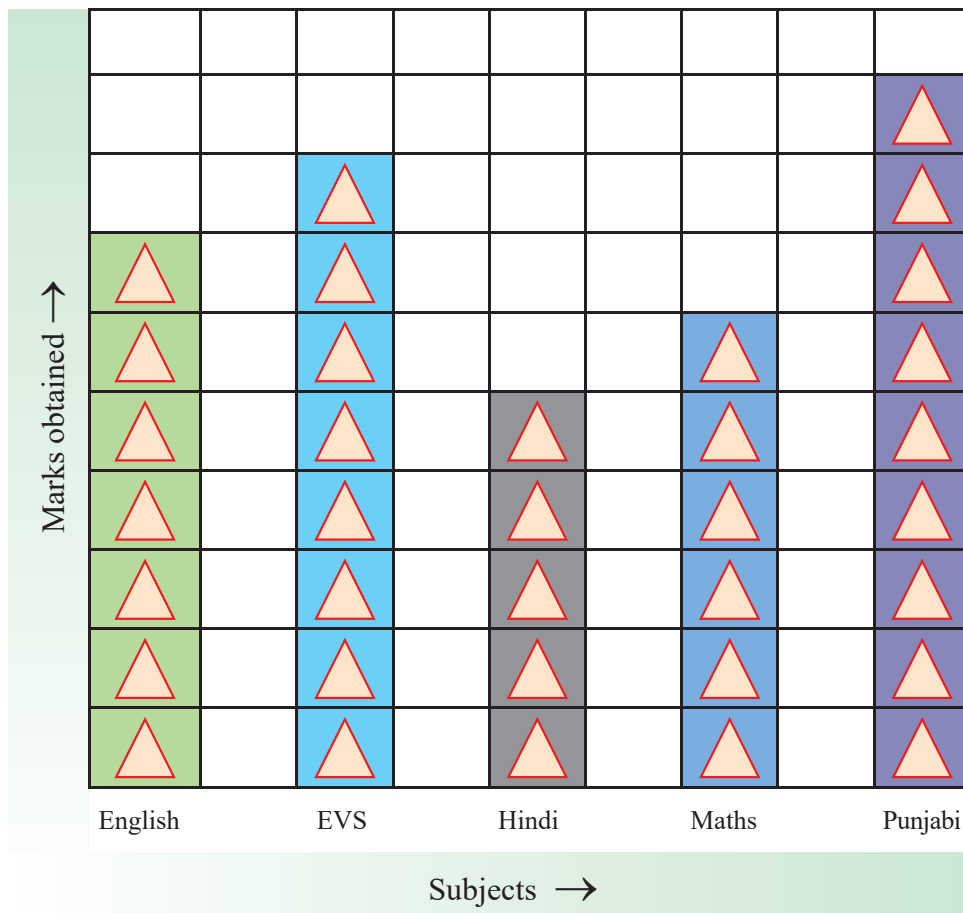 Marks obtained →
English EVS Hindi Maths Punjabi
Subjects →